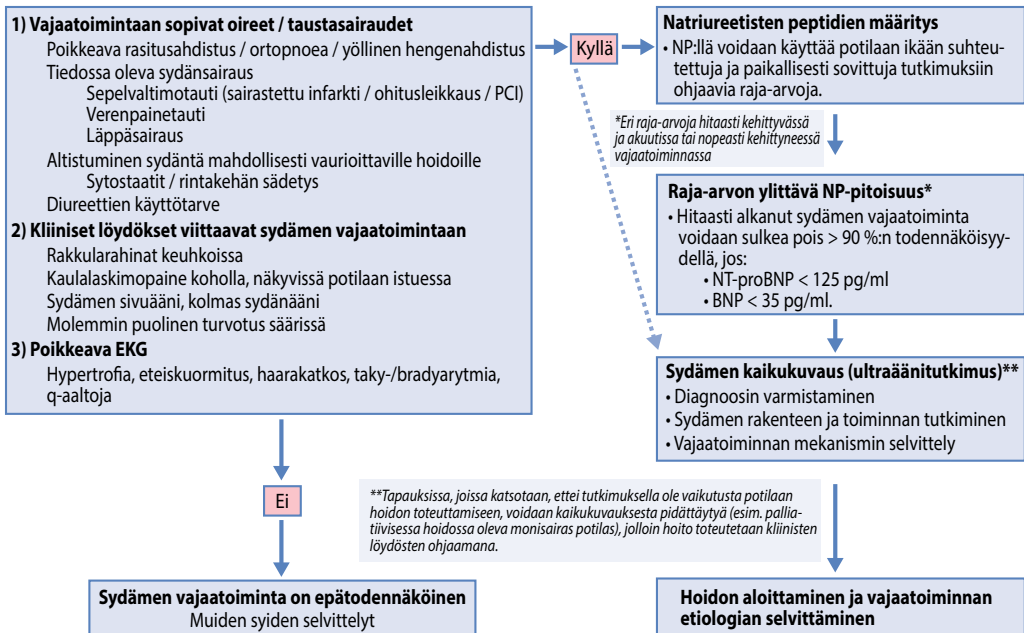 1) Vajaatoimintaan sopivat oireet / taustasairaudet
Poikkeava rasitusahdistus / ortopnoea / yöllinen hengenahdistus
Tiedossa oleva sydänsairaus
Sepelvaltimotauti (sairastettu infarkti / ohitusleikkaus / PCI)
Verenpainetauti
Läppäsairaus
Altistuminen sydäntä mahdollisesti vaurioittaville hoidoille
Sytostaatit / rintakehän sädetys
Diureettien käyttötarve
2) Kliiniset löydökset viittaavat sydämen vajaatoimintaan
Rakkularahinat keuhkoissa
Kaulalaskimopaine koholla, näkyvissä potilaan istuessa
Sydämen sivuääni, kolmas sydänääni
Molemmin puolinen turvotus säärissä
3) Poikkeava EKG
Hypertrofia, eteiskuormitus, haarakatkos, taky-/bradyarytmia,
q-aaltoja
Kyllä
Natriureetisten peptidien määritys
• NP:llä voidaan käyttää potilaan ikään suhteu-
tettuja ja paikallisesti sovittuja tutkimuksiin
ohjaavia raja-arvoja.
*Eri raja-arvoja hitaasti kehittyvässä
ja akuutissa tai nopeasti kehittyneessä
vajaatoiminnassa
Raja-arvon ylittävä NP-pitoisuus*
• Hitaasti alkanut sydämen vajaatoiminta
voidaan sulkea pois > 90 %:n todennäköisyy-
dellä, jos:
• NT-proBNP < 125 pg/ml
• BNP < 35 pg/ml.
Sydämen kaikukuvaus (ultraäänitutkimus)**
• Diagnoosin varmistaminen
• Sydämen rakenteen ja toiminnan tutkiminen
• Vajaatoiminnan mekanismin selvittely
Ei
**Tapauksissa, joissa katsotaan, ettei tutkimuksella ole vaikutusta potilaan
hoidon toteuttamiseen, voidaan kaikukuvauksesta pidättäytyä (esim. pallia-
tiivisessa hoidossa oleva monisairas potilas), jolloin hoito toteutetaan kliinisten
löydösten ohjaamana.
Sydämen vajaatoiminta on epätodennäköinen
Muiden syiden selvittelyt
Hoidon aloittaminen ja vajaatoiminnan
etiologian selvittäminen